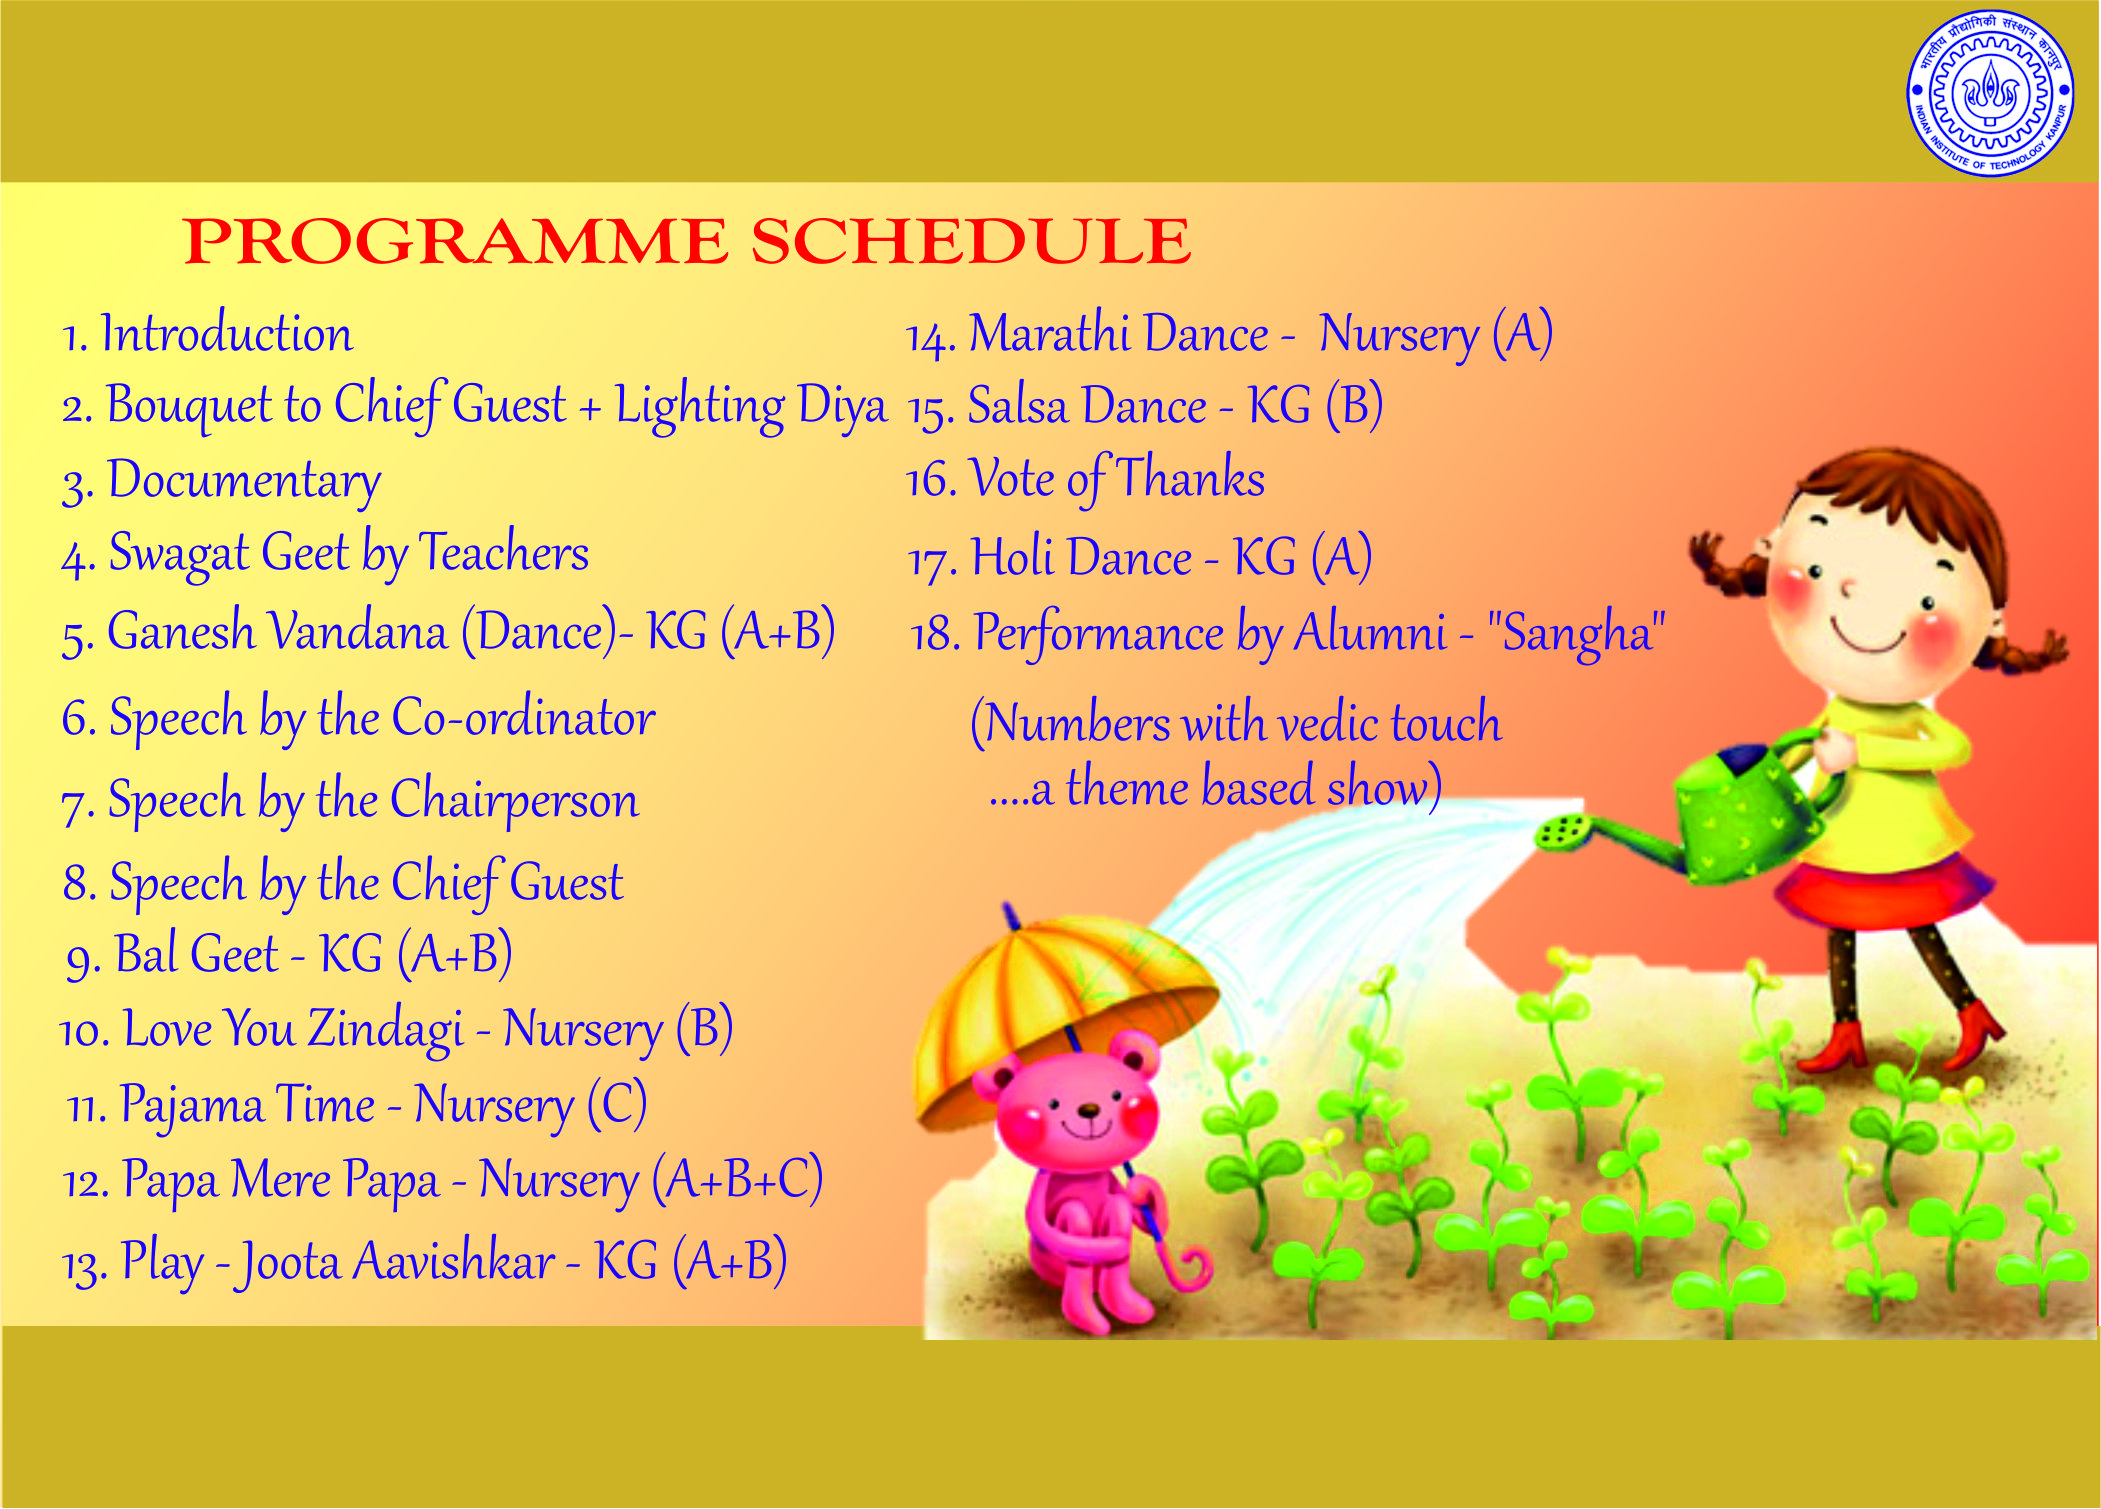 भारतीय प्रौद्योगिकी संस्थान कानपुर
INDIAN INSTITUTE OF TECHNOLOGY KANPUR
PROGRAMME SCHEDULE
1. Introduction
2. Bouquet to Chief Guest + Lighting Diya
3. Documentary
4. Swagat Geet by Teachers
5. Ganesh Vandana (Dance)- KG (A+B)
6. Speech by the Co-ordinator
7. Speech by the Chairperson
8. Speech by the Chief Guest
9. Bal Geet - KG (A+B)
10. Love You Zindagi - Nursery (B)
11. Pajama Time - Nursery (C)
12. Papa Mere Papa - Nursery (A+B+C)
13. Play - Joota Aavishkar - KG (A+B)
14. Marathi Dance - Nursery (A)
15. Salsa Dance - KG (B)
16. Vote of Thanks
17. Holi Dance - KG (A)
18. Performance by Alumni - "Sangha"
(Numbers with vedic touch
....a theme based show)